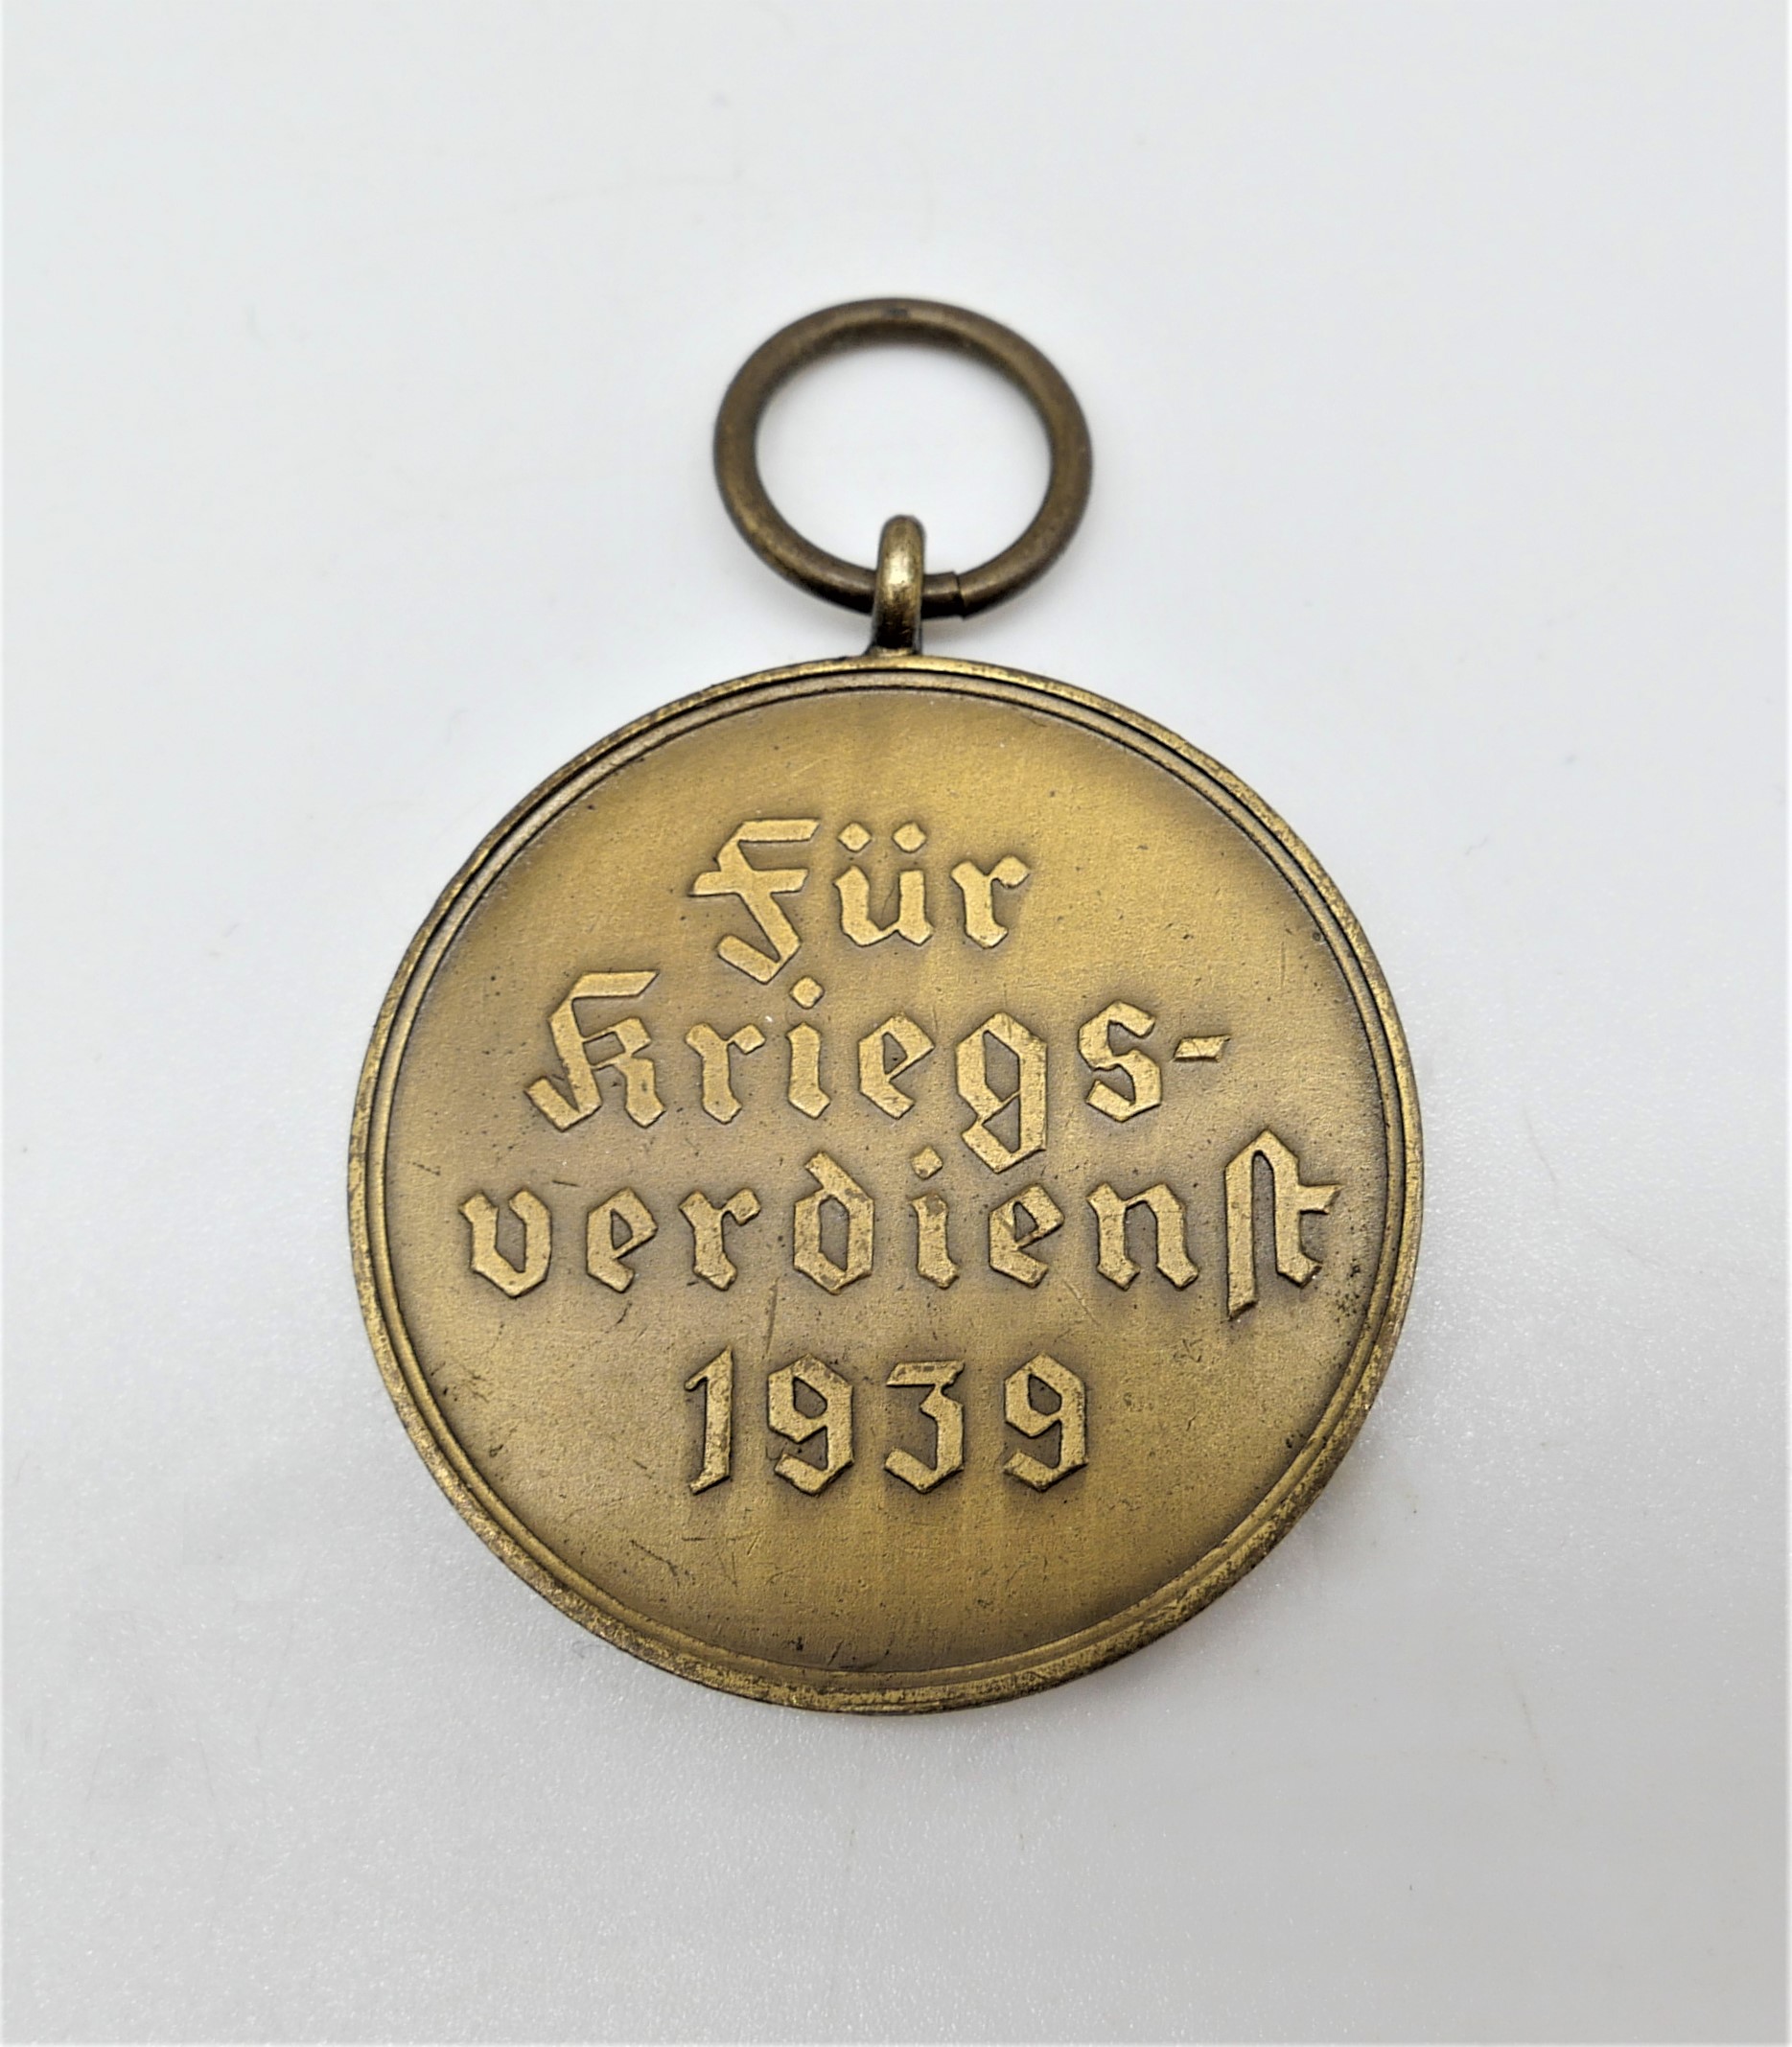 Für
Kriegs-
verdienst
1939